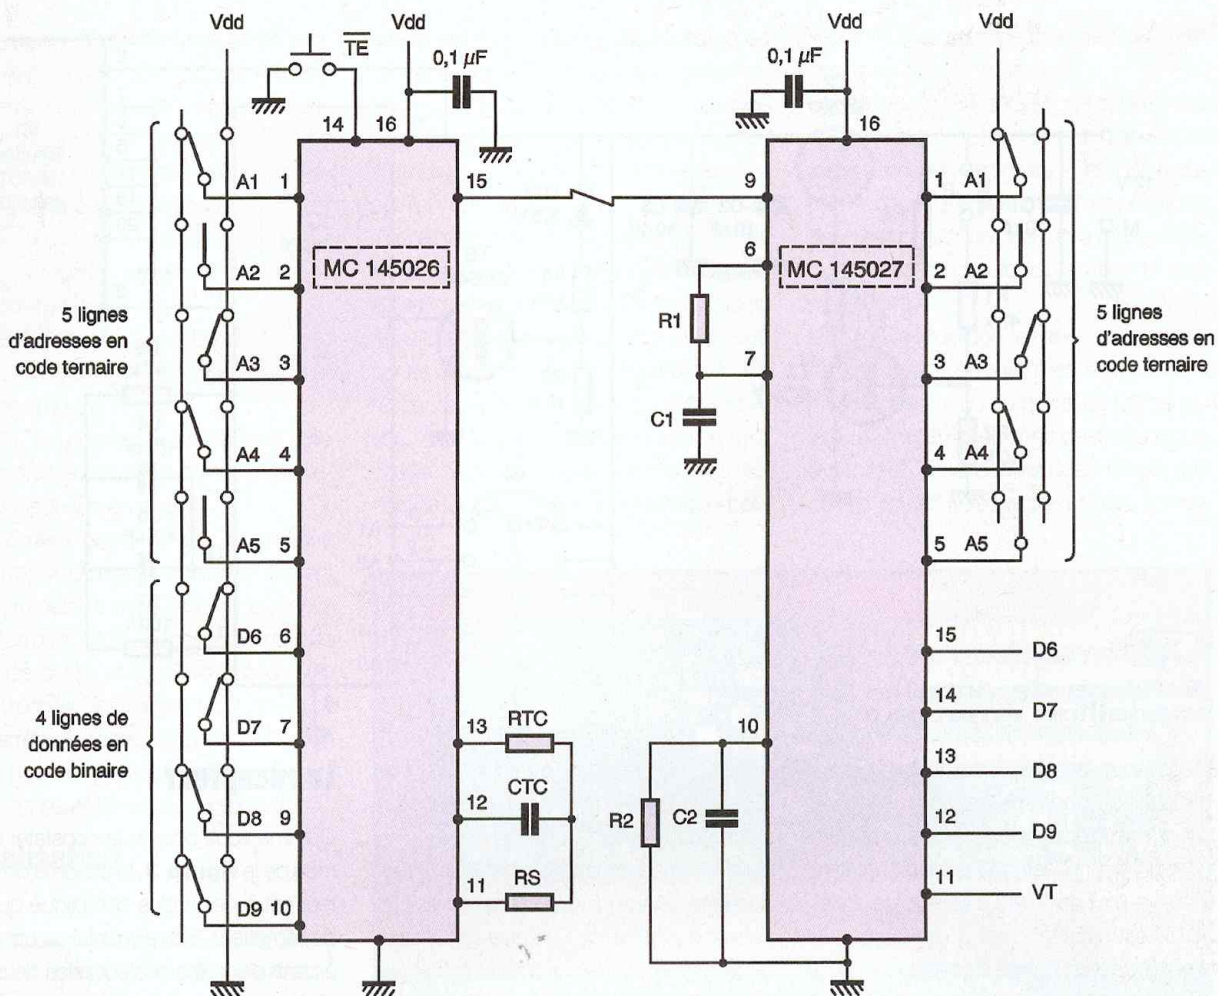 Vdd
TE
Vdd
0,1 µF
14
16
A1 1
A2 2
A3 3
A4 4
A5 5
D6 6
D7 7
D8 9
D9 10
5 lignes
d'adresses en
code ternaire
4 lignes de
données en
code binaire
MC 145026
15
13 RTC
12 CTC
11 RS
Vdd
Vdd
0,1 µF
16
9
6
R1
7
C1
10
R2
C2
MC 145027
1 A1
2 A2
3 A3
4 A4
5 A5
5 lignes
d'adresses en
code ternaire
15 D6
14 D7
13 D8
12 D9
11 VT